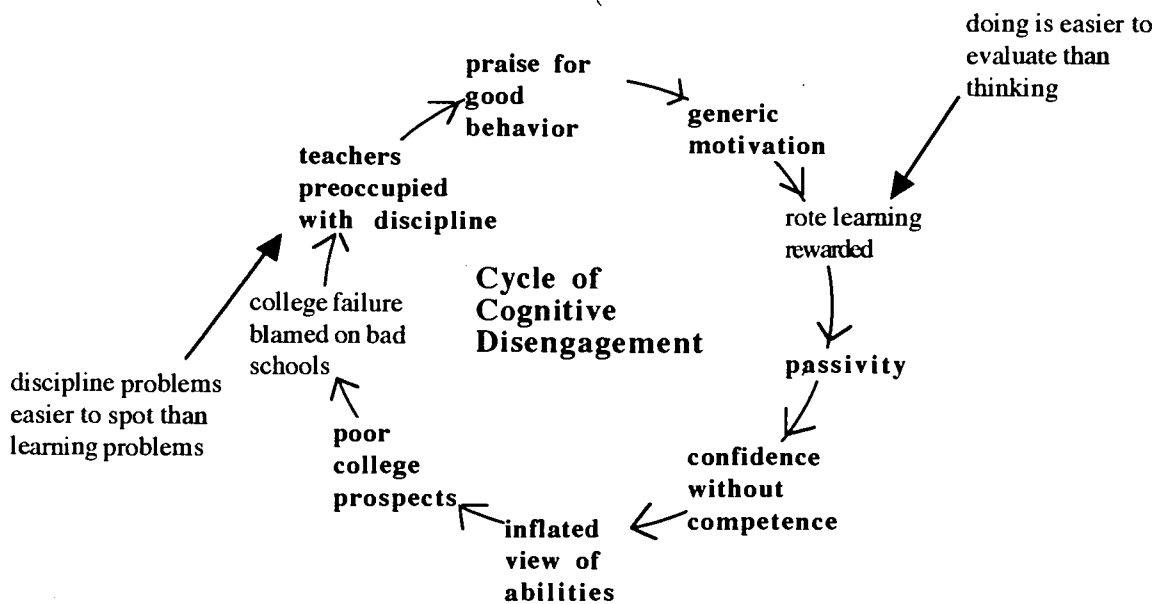 doing is easier to
evaluate than
thinking
praise for
good
behavior
generic
motivation
teachers
preoccupied
with discipline
rote learning
rewarded
Cycle of
Cognitive
Disengagement
college failure
blamed on bad
schools
passivity
discipline problems
easier to spot than
learning problems
poor
college
prospects
confidence
without
competence
inflated
view of
abilities